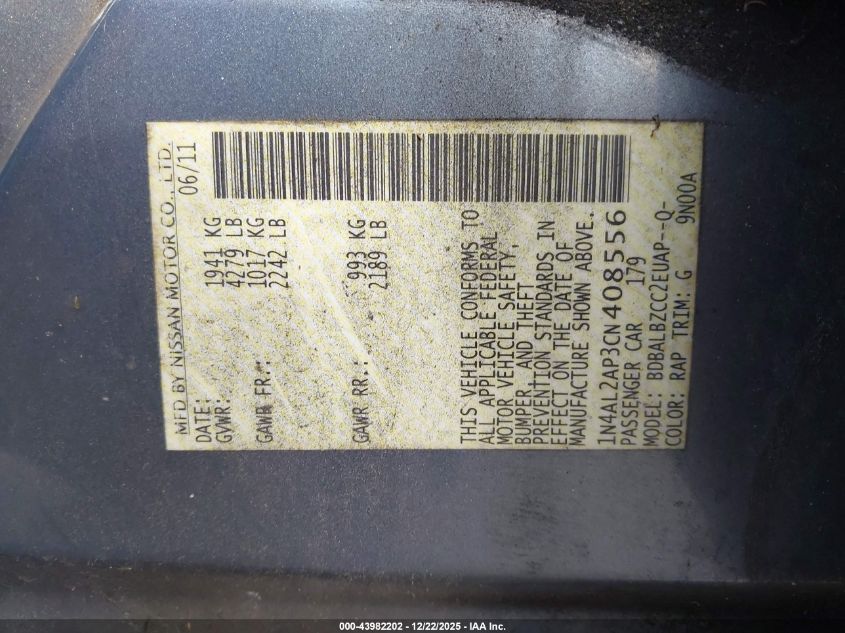 MFD BY NISSAN MOTOR CO., LTD.
DATE: 06/11
GVWR: 1941 KG
4279 LB
GAWR FR.: 1017 KG
2242 LB
GAWR RR.: 993 KG
2189 LB
THIS VEHICLE CONFORMS TO
ALL APPLICABLE FEDERAL
MOTOR VEHICLE SAFETY,
BUMPER, AND THEFT
PREVENTION STANDARDS IN
EFFECT ON THE DATE OF
MANUFACTURE SHOWN ABOVE.
1N4AL2AP3CN408556
PASSENGER CAR 179
MODEL: BDBALBZCC2EUAP--Q-
COLOR: RAP TRIM: G 9N00A
000-43982202 - 12/22/2025 - IAA Inc.